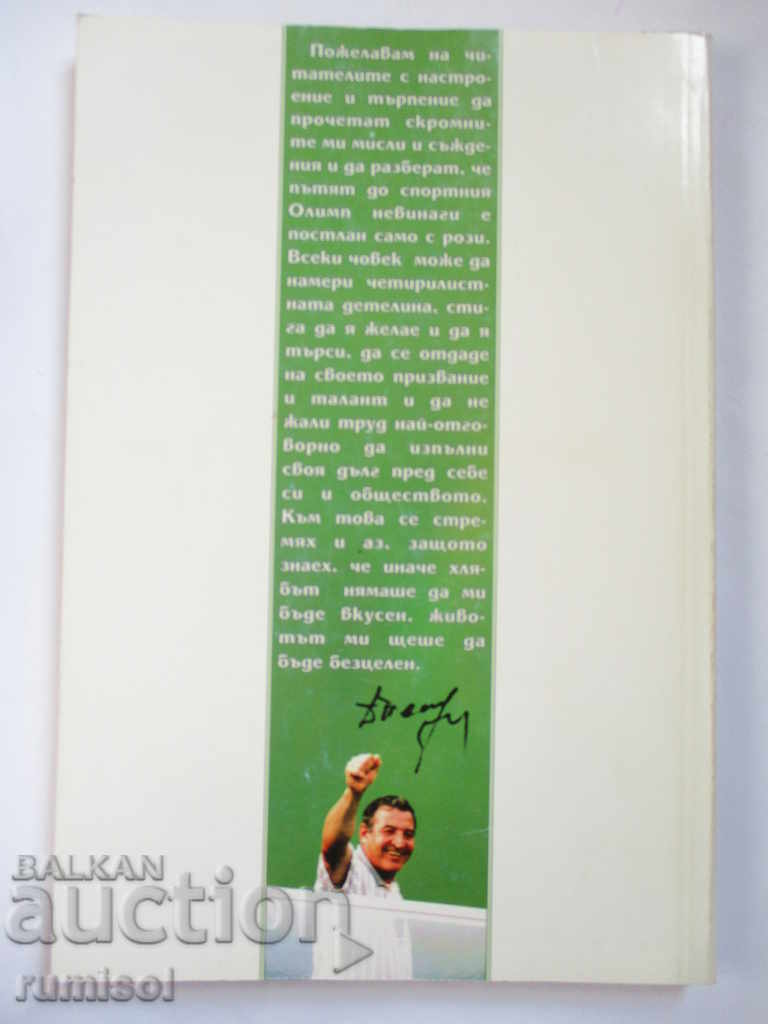 Пожелавам на чи-
тателите с настро-
ение и търпение да
прочетат скромни-
те ми мисли и съжде-
ния и да разберат, че
пътят до спортния
Олимп невинаги е
постлан само с рози.
Всеки човек може да
намери четирилист-
ната детелина, сти-
га да я желае и да я
търси, да се отдаде
на своето призвание
и талант и да не
жали труд най-отго-
ворно да изпълни
своя дълг пред себе
си и обществото.
Към това се стре-
мях и аз, защото
знаех, че иначе хля-
бът нямаше да ми
бъде вкусен, живо-
тът ми щеше да
бъде безцелен.
BALKAN
auction
rumisol